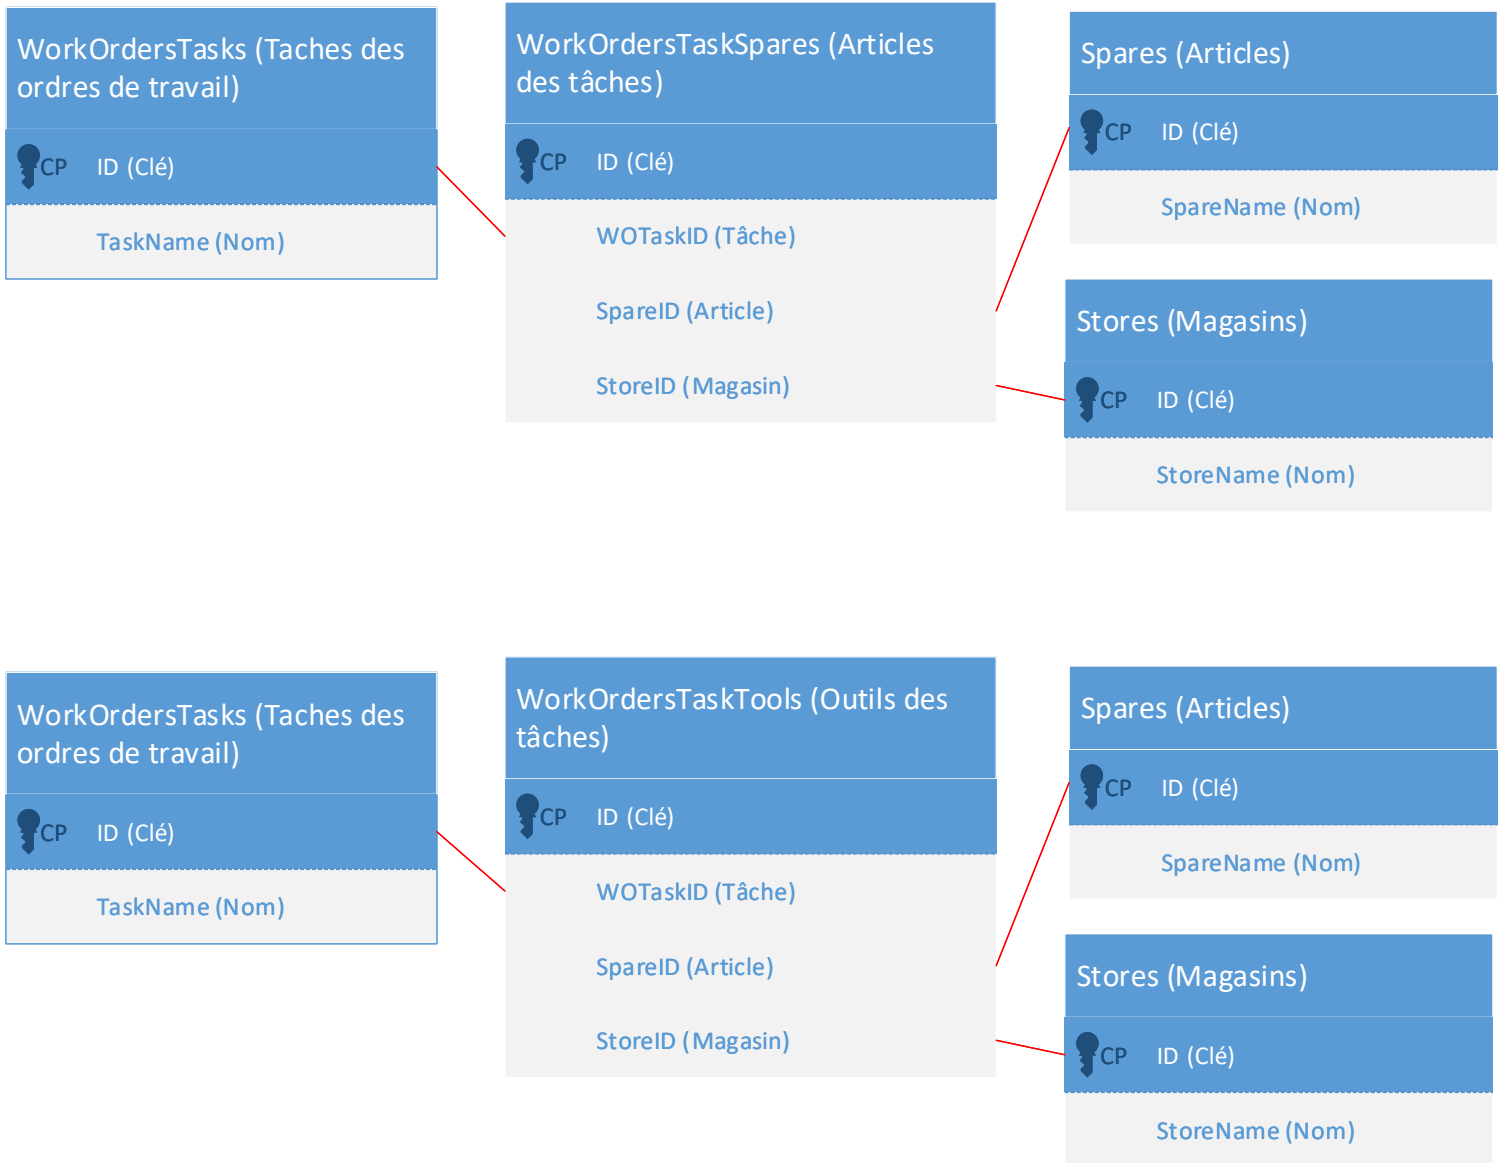 WorkOrdersTasks (Taches des
ordres de travail)
CP ID (Clé)
TaskName (Nom)
WorkOrdersTaskSpares (Articles
des tâches)
CP ID (Clé)
WOTaskID (Tâche)
SpareID (Article)
StoreID (Magasin)
Spares (Articles)
CP ID (Clé)
SpareName (Nom)
Stores (Magasins)
CP ID (Clé)
StoreName (Nom)
WorkOrdersTasks (Taches des
ordres de travail)
CP ID (Clé)
TaskName (Nom)
WorkOrdersTaskTools (Outils des
tâches)
CP ID (Clé)
WOTaskID (Tâche)
SpareID (Article)
StoreID (Magasin)
Spares (Articles)
CP ID (Clé)
SpareName (Nom)
Stores (Magasins)
CP ID (Clé)
StoreName (Nom)